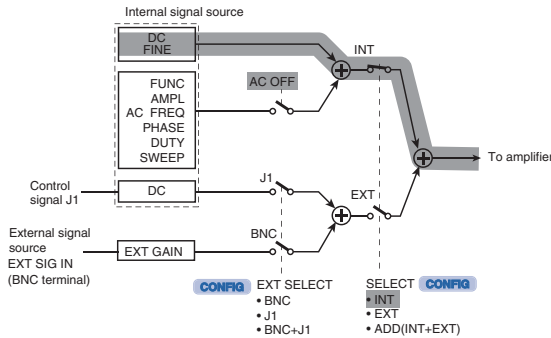 Internal signal source
DC
FINE
INT
FUNC
AMPL
AC FREQ
PHASE
DUTY
SWEEP
AC OFF
To amplifier
Control
signal J1
DC
J1
EXT
External signal
source
EXT SIG IN
(BNC terminal)
EXT GAIN
BNC
CONFIG EXT SELECT
• BNC
• J1
• BNC+J1
SELECT CONFIG
• INT
• EXT
• ADD(INT+EXT)